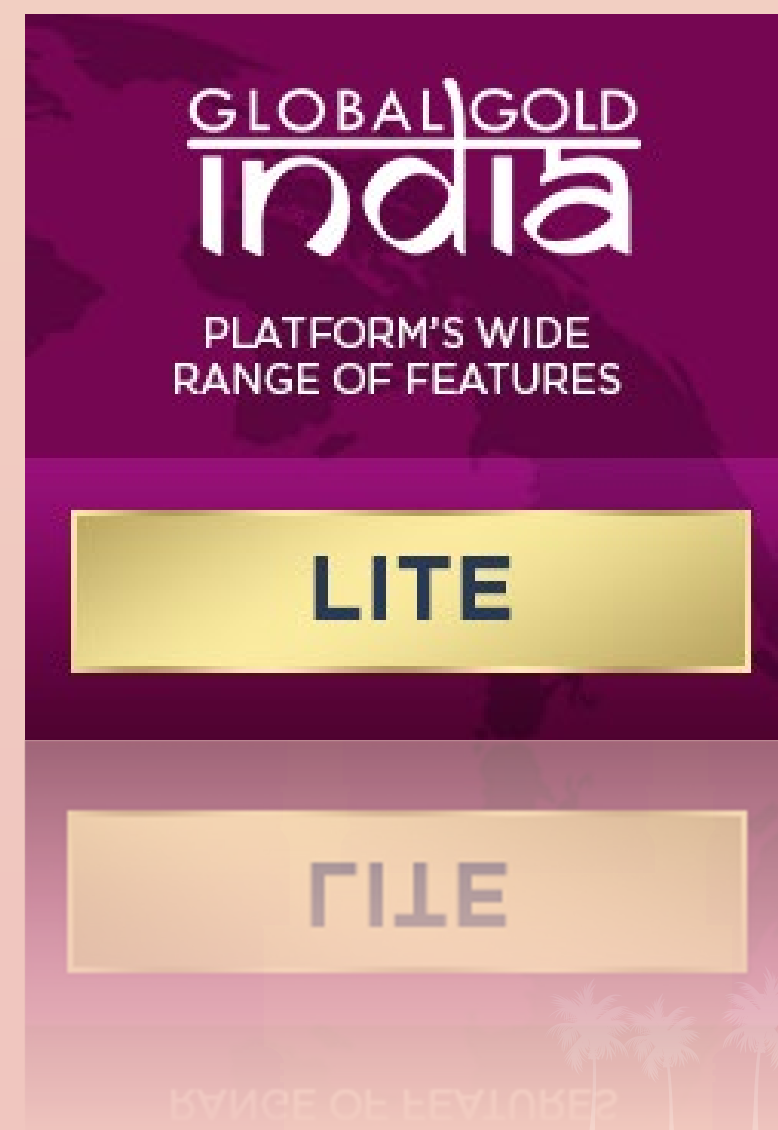 GLOBAL GOLD
india
PLATFORM'S WIDE
RANGE OF FEATURES
LITE
LITE
RANGE OF FEATURES